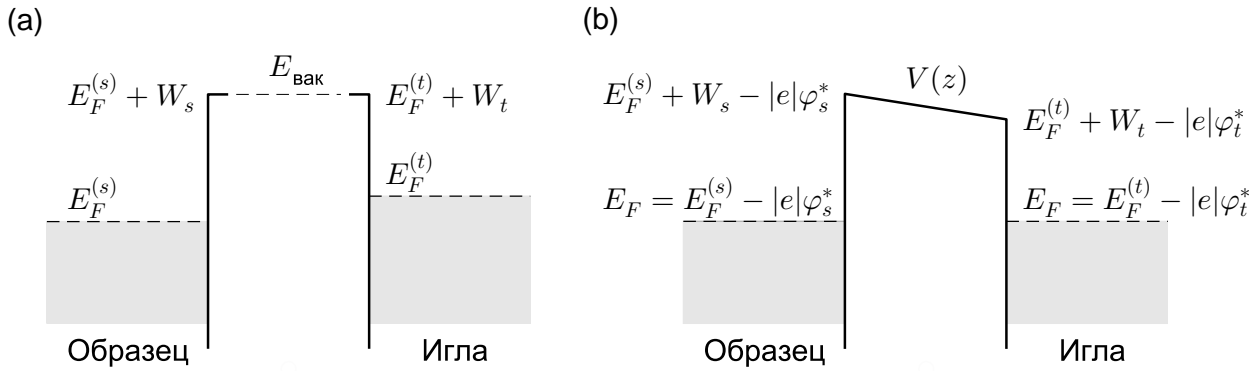 (a)
E_вак
E_F^{(s)} + W_s
E_F^{(t)} + W_t
E_F^{(s)}
E_F^{(t)}
Образец
Игла
(b)
V(z)
E_F^{(s)} + W_s − |e|φ_s^*
E_F^{(t)} + W_t − |e|φ_t^*
E_F = E_F^{(s)} − |e|φ_s^*
E_F = E_F^{(t)} − |e|φ_t^*
Образец
Игла